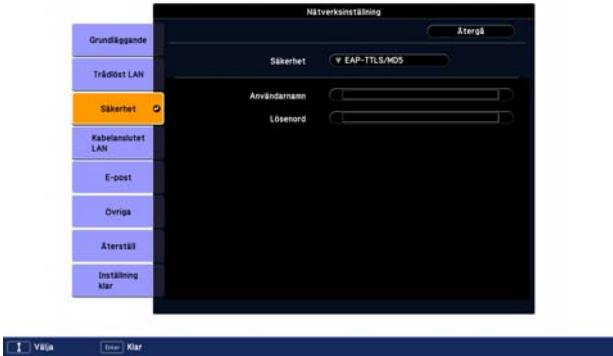 Nätverksinställning
Återgå
Grundläggande
Trådlöst LAN
Säkerhet
Kabelanslutet
LAN
E-post
Övriga
Återställ
Inställning
klar
Säkerhet
EAP-TTLS/MD5
Användarnamn
Lösenord
Välja
Enter Klar